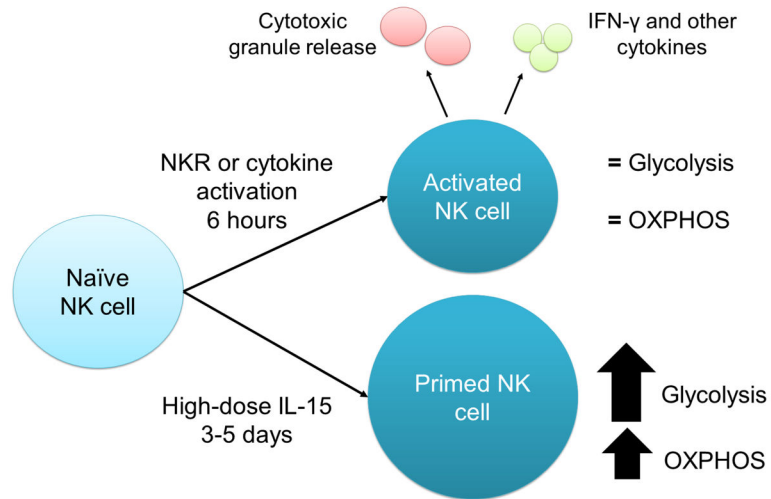 Cytotoxic
granule release
IFN-γ and other
cytokines
NKR or cytokine
activation
6 hours
Activated
NK cell
= Glycolysis
= OXPHOS
Naïve
NK cell
High-dose IL-15
3-5 days
Primed NK
cell
Glycolysis
OXPHOS